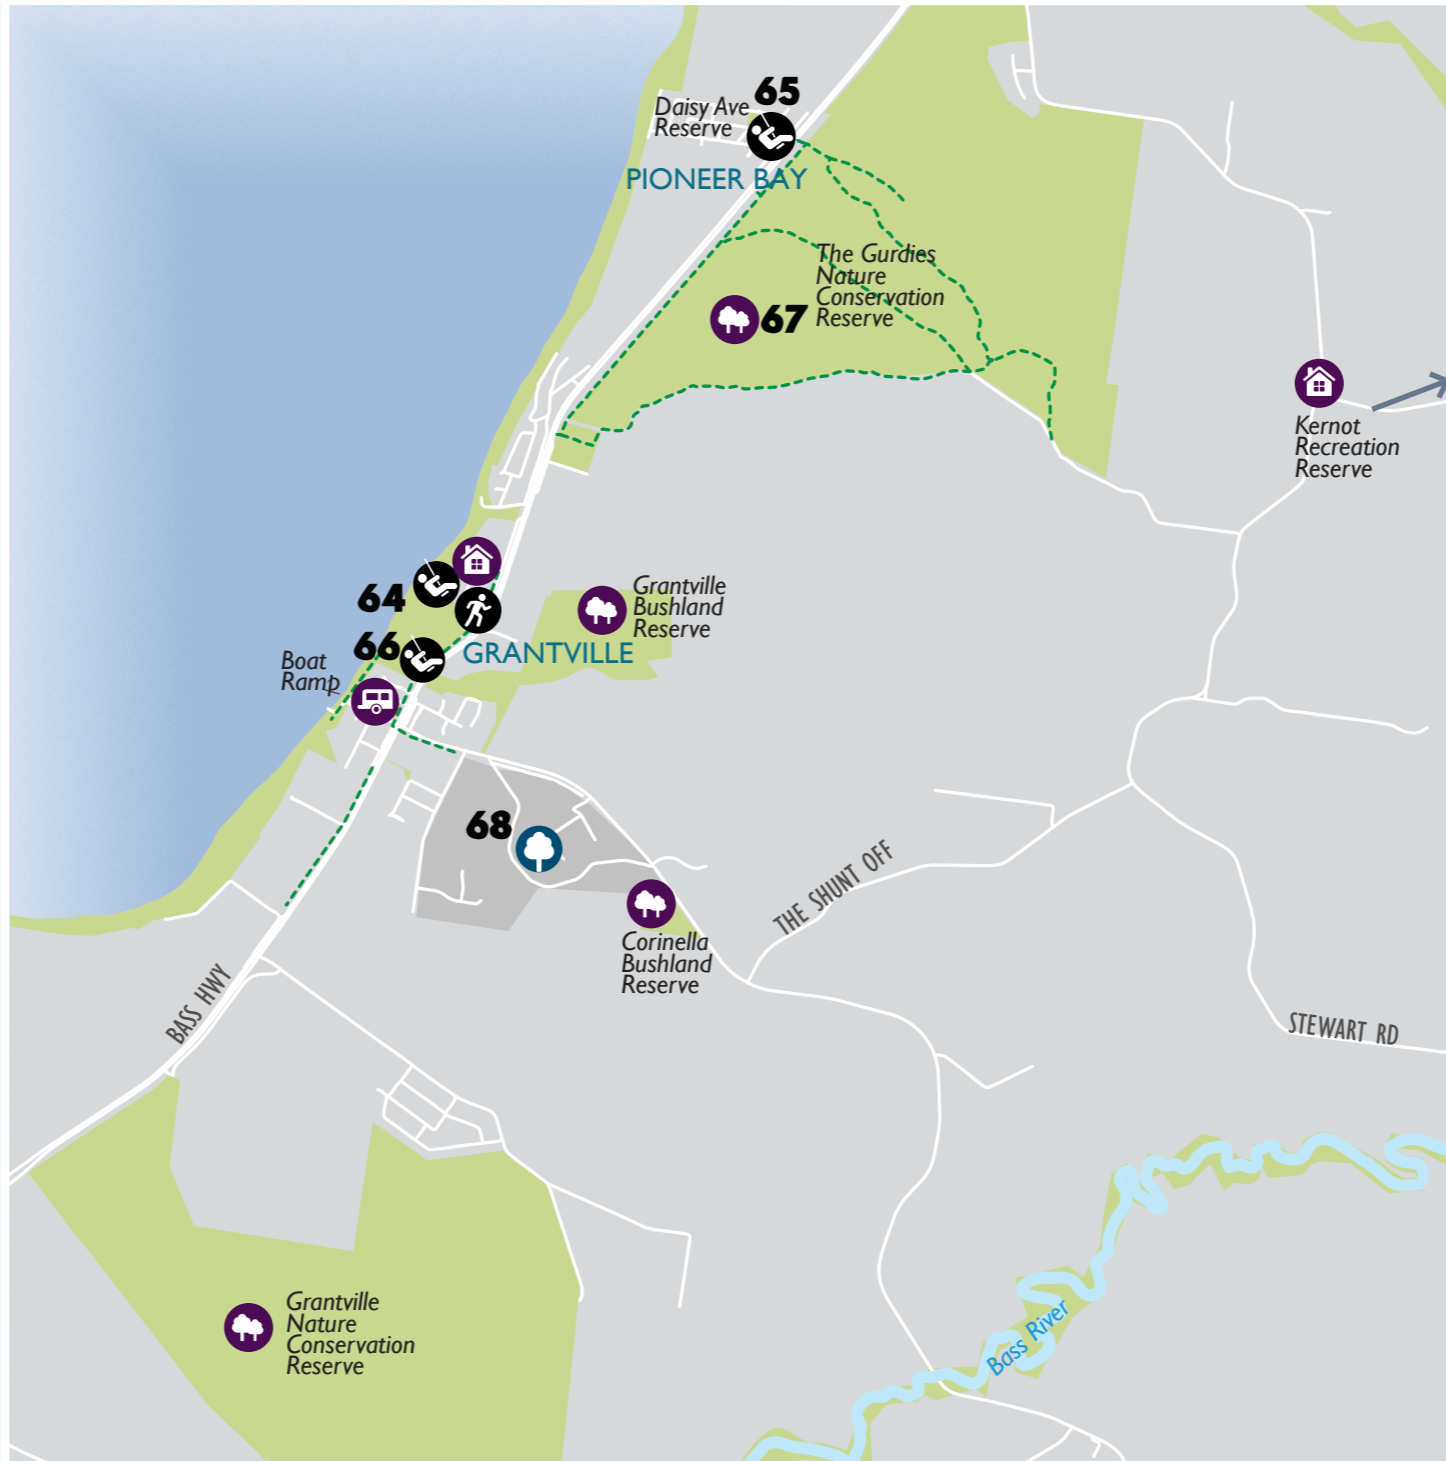 65
Daisy Ave
Reserve
PIONEER BAY
The Gurdies
Nature
Conservation
Reserve
67
Kernot
Recreation
Reserve
64
Grantville
Bushland
Reserve
66
GRANTVILLE
Boat
Ramp
68
THE SHUNT OFF
Corinella
Bushland
Reserve
BASS HWY
STEWART RD
Grantville
Nature
Conservation
Reserve
Bass River